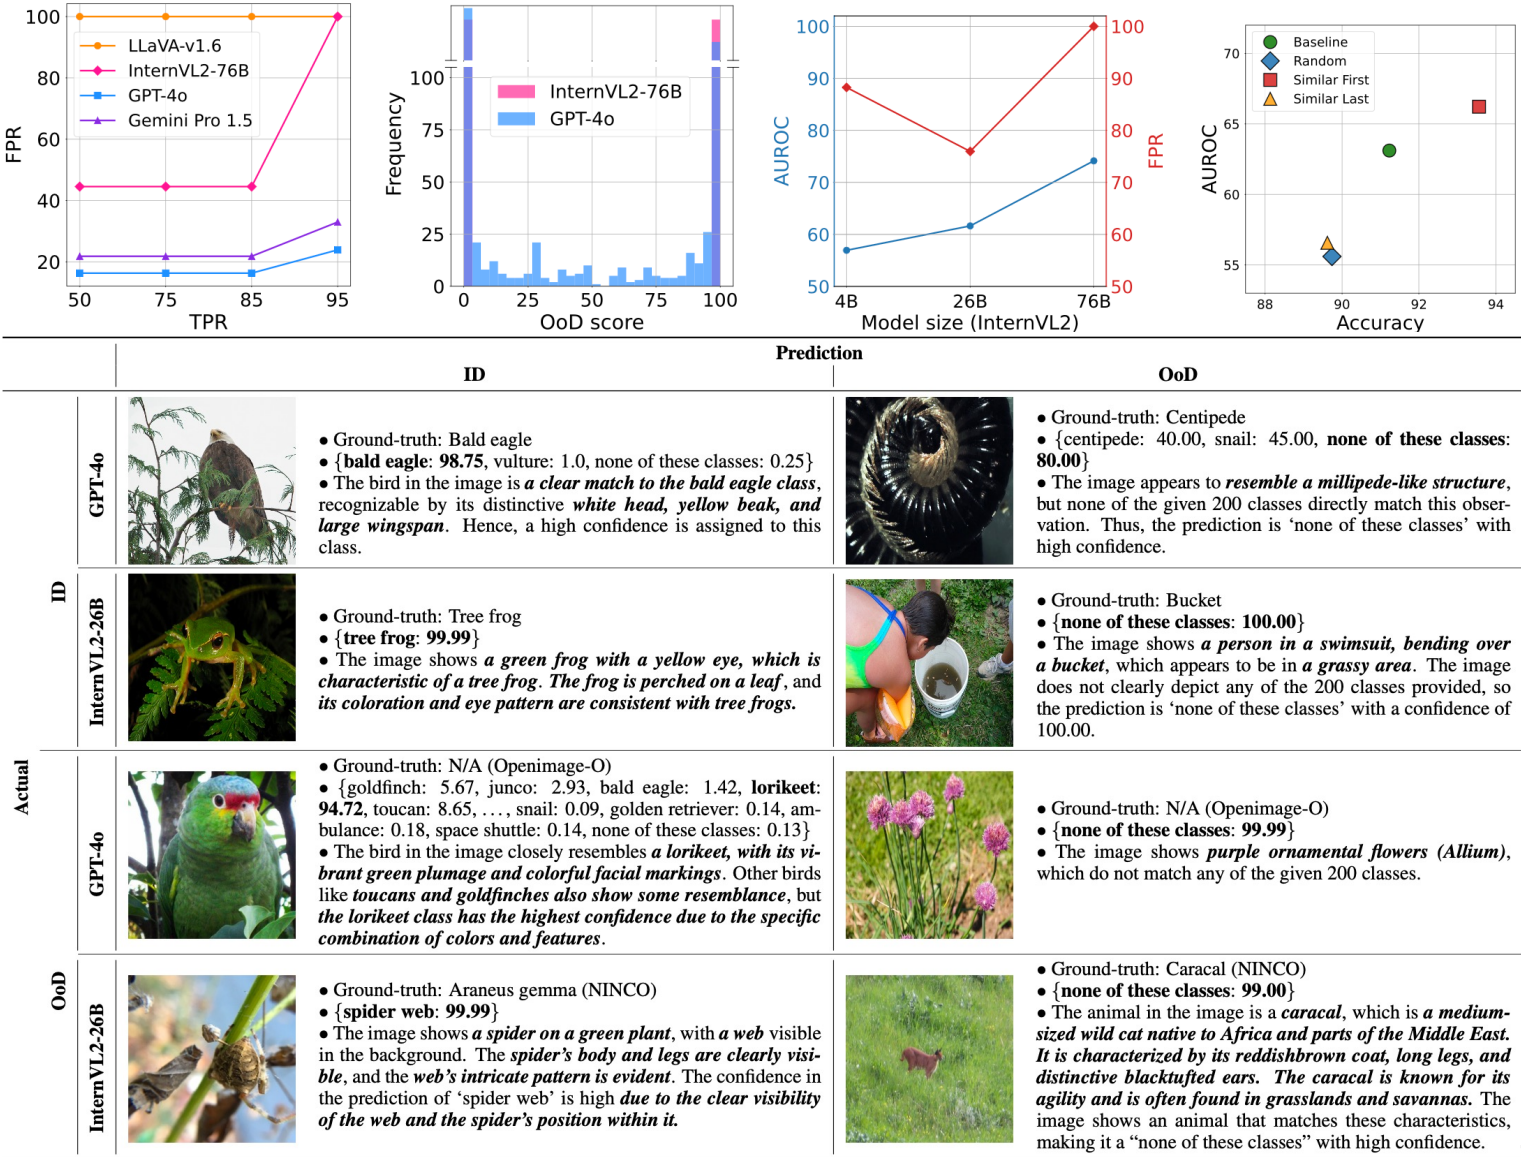 100
80
60
40
20
FPR
LLaVA-v1.6
InternVL2-76B
GPT-4o
Gemini Pro 1.5
50 75 85 95
TPR
100
75
50
25
0
Frequency
InternVL2-76B
GPT-4o
0 25 50 75 100
OoD score
100
90
80
70
60
50
AUROC
100
90
80
70
60
50
FPR
4B 26B 76B
Model size (InternVL2)
70
65
60
55
AUROC
Baseline
Random
Similar First
Similar Last
88 90 92 94
Accuracy
Prediction
ID
OoD
Actual
ID
GPT-4o
● Ground-truth: Bald eagle
● {bald eagle: 98.75, vulture: 1.0, none of these classes: 0.25}
● The bird in the image is a clear match to the bald eagle class,
recognizable by its distinctive white head, yellow beak, and
large wingspan. Hence, a high confidence is assigned to this
class.
● Ground-truth: Centipede
● {centipede: 40.00, snail: 45.00, none of these classes:
80.00}
● The image appears to resemble a millipede-like structure,
but none of the given 200 classes directly match this obser-
vation. Thus, the prediction is ‘none of these classes’ with
high confidence.
InternVL2-26B
● Ground-truth: Tree frog
● {tree frog: 99.99}
● The image shows a green frog with a yellow eye, which is
characteristic of a tree frog. The frog is perched on a leaf, and
its coloration and eye pattern are consistent with tree frogs.
● Ground-truth: Bucket
● {none of these classes: 100.00}
● The image shows a person in a swimsuit, bending over
a bucket, which appears to be in a grassy area. The image
does not clearly depict any of the 200 classes provided, so
the prediction is ‘none of these classes’ with a confidence of
100.00.
OoD
GPT-4o
● Ground-truth: N/A (Openimage-O)
● {goldfinch: 5.67, junco: 2.93, bald eagle: 1.42, lorikeet:
94.72, toucan: 8.65, ..., snail: 0.09, golden retriever: 0.14, am-
bulance: 0.18, space shuttle: 0.14, none of these classes: 0.13}
● The bird in the image closely resembles a lorikeet, with its vi-
brant green plumage and colorful facial markings. Other birds
like toucans and goldfinches also show some resemblance, but
the lorikeet class has the highest confidence due to the specific
combination of colors and features.
● Ground-truth: N/A (Openimage-O)
● {none of these classes: 99.99}
● The image shows purple ornamental flowers (Allium),
which do not match any of the given 200 classes.
InternVL2-26B
● Ground-truth: Araneus gemma (NINCO)
● {spider web: 99.99}
● The image shows a spider on a green plant, with a web visible
in the background. The spider’s body and legs are clearly visi-
ble, and the web’s intricate pattern is evident. The confidence in
the prediction of ‘spider web’ is high due to the clear visibility
of the web and the spider’s position within it.
● Ground-truth: Caracal (NINCO)
● {none of these classes: 99.00}
● The animal in the image is a caracal, which is a medium-
sized wild cat native to Africa and parts of the Middle East.
It is characterized by its reddishbrown coat, long legs, and
distinctive blacktufted ears. The caracal is known for its
agility and is often found in grasslands and savannas. The
image shows an animal that matches these characteristics,
making it a “none of these classes” with high confidence.